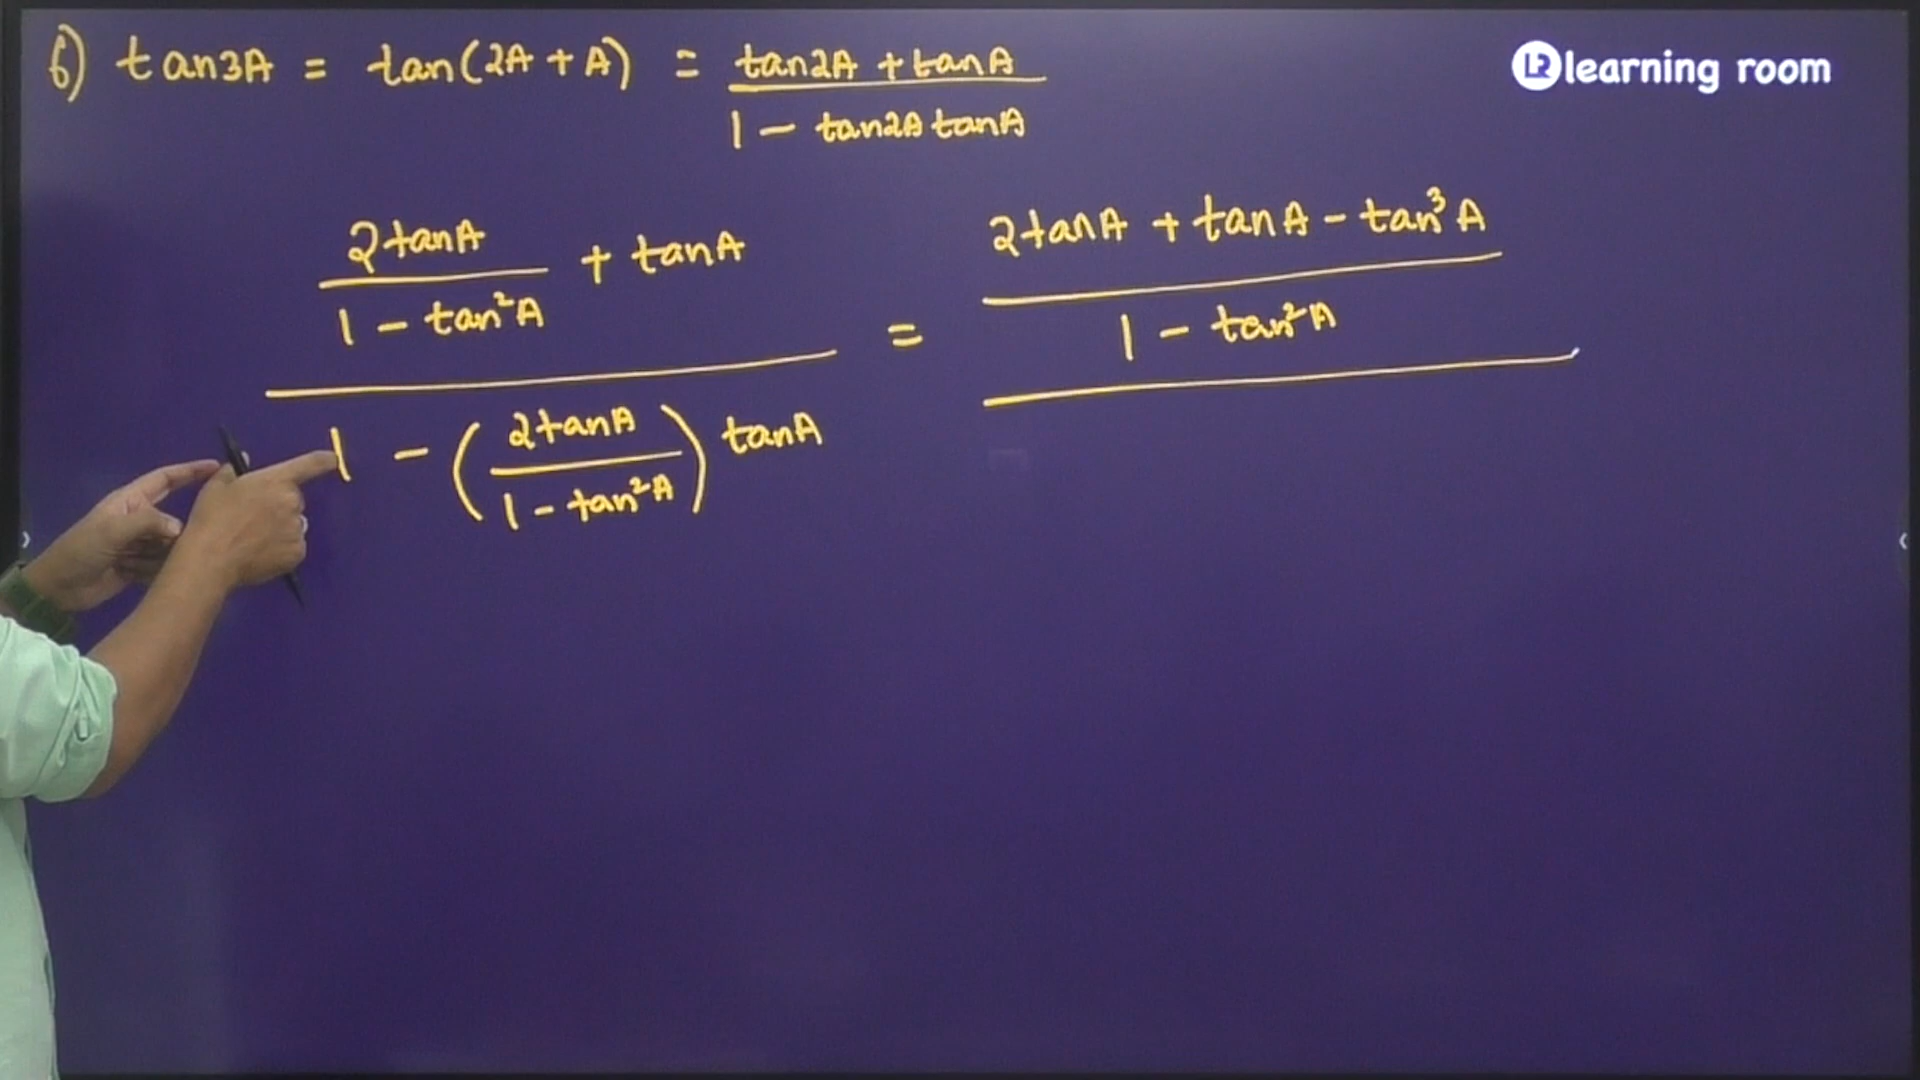 6) tan3A = tan(2A + A) = tan2A + tanA
1 - tan2A tanA
learning room
2tanA + tanA
1 - tan²A
1 - (2tanA) tanA
1 - tan²A
=
2tanA + tanA - tan³A
1 - tan²A